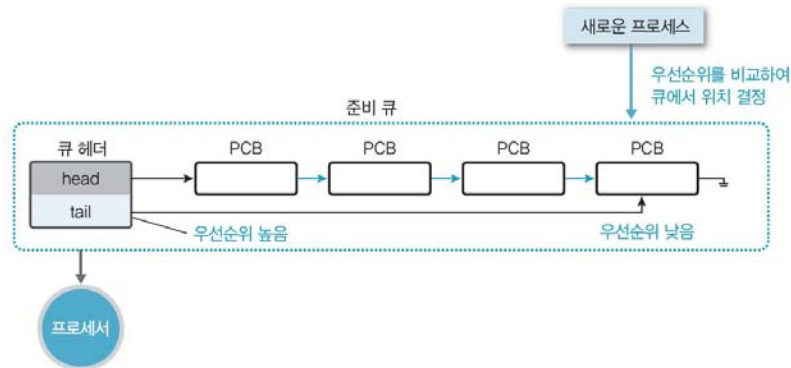 새로운 프로세스
우선순위를 비교하여
큐에서 위치 결정
준비 큐
큐 헤더
PCB
PCB
PCB
PCB
head
tail
우선순위 높음
우선순위 낮음
프로세서